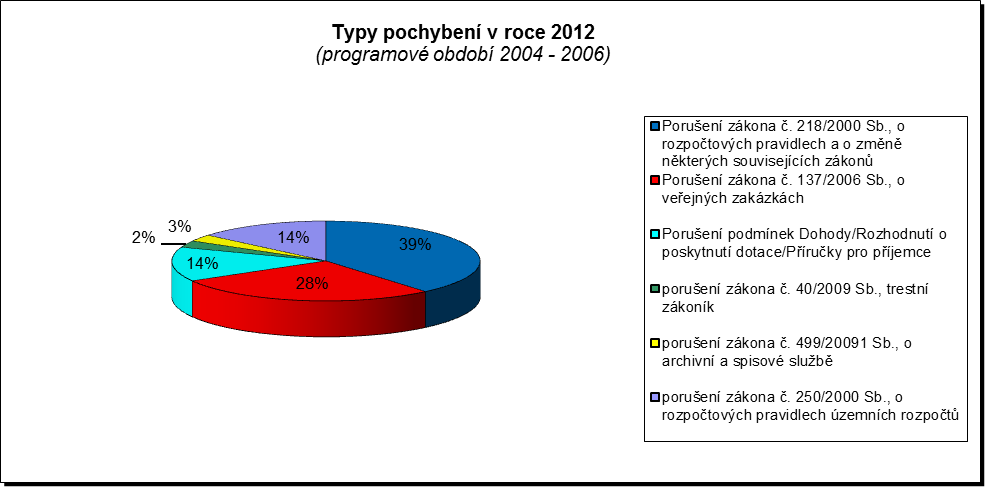 Typy pochybení v roce 2012
(programové období 2004 - 2006)
39%
28%
14%
2%
3%
14%
Porušení zákona č. 218/2000 Sb., o
rozpočtových pravidlech a o změně
některých souvisejících zákonů
Porušení zákona č. 137/2006 Sb., o
veřejných zakázkách
Porušení podmínek Dohody/Rozhodnutí o
poskytnutí dotace/Příručky pro příjemce
porušení zákona č. 40/2009 Sb., trestní
zákoník
porušení zákona č. 499/20091 Sb., o
archivní a spisové službě
porušení zákona č. 250/2000 Sb., o
rozpočtových pravidlech územních rozpočtů